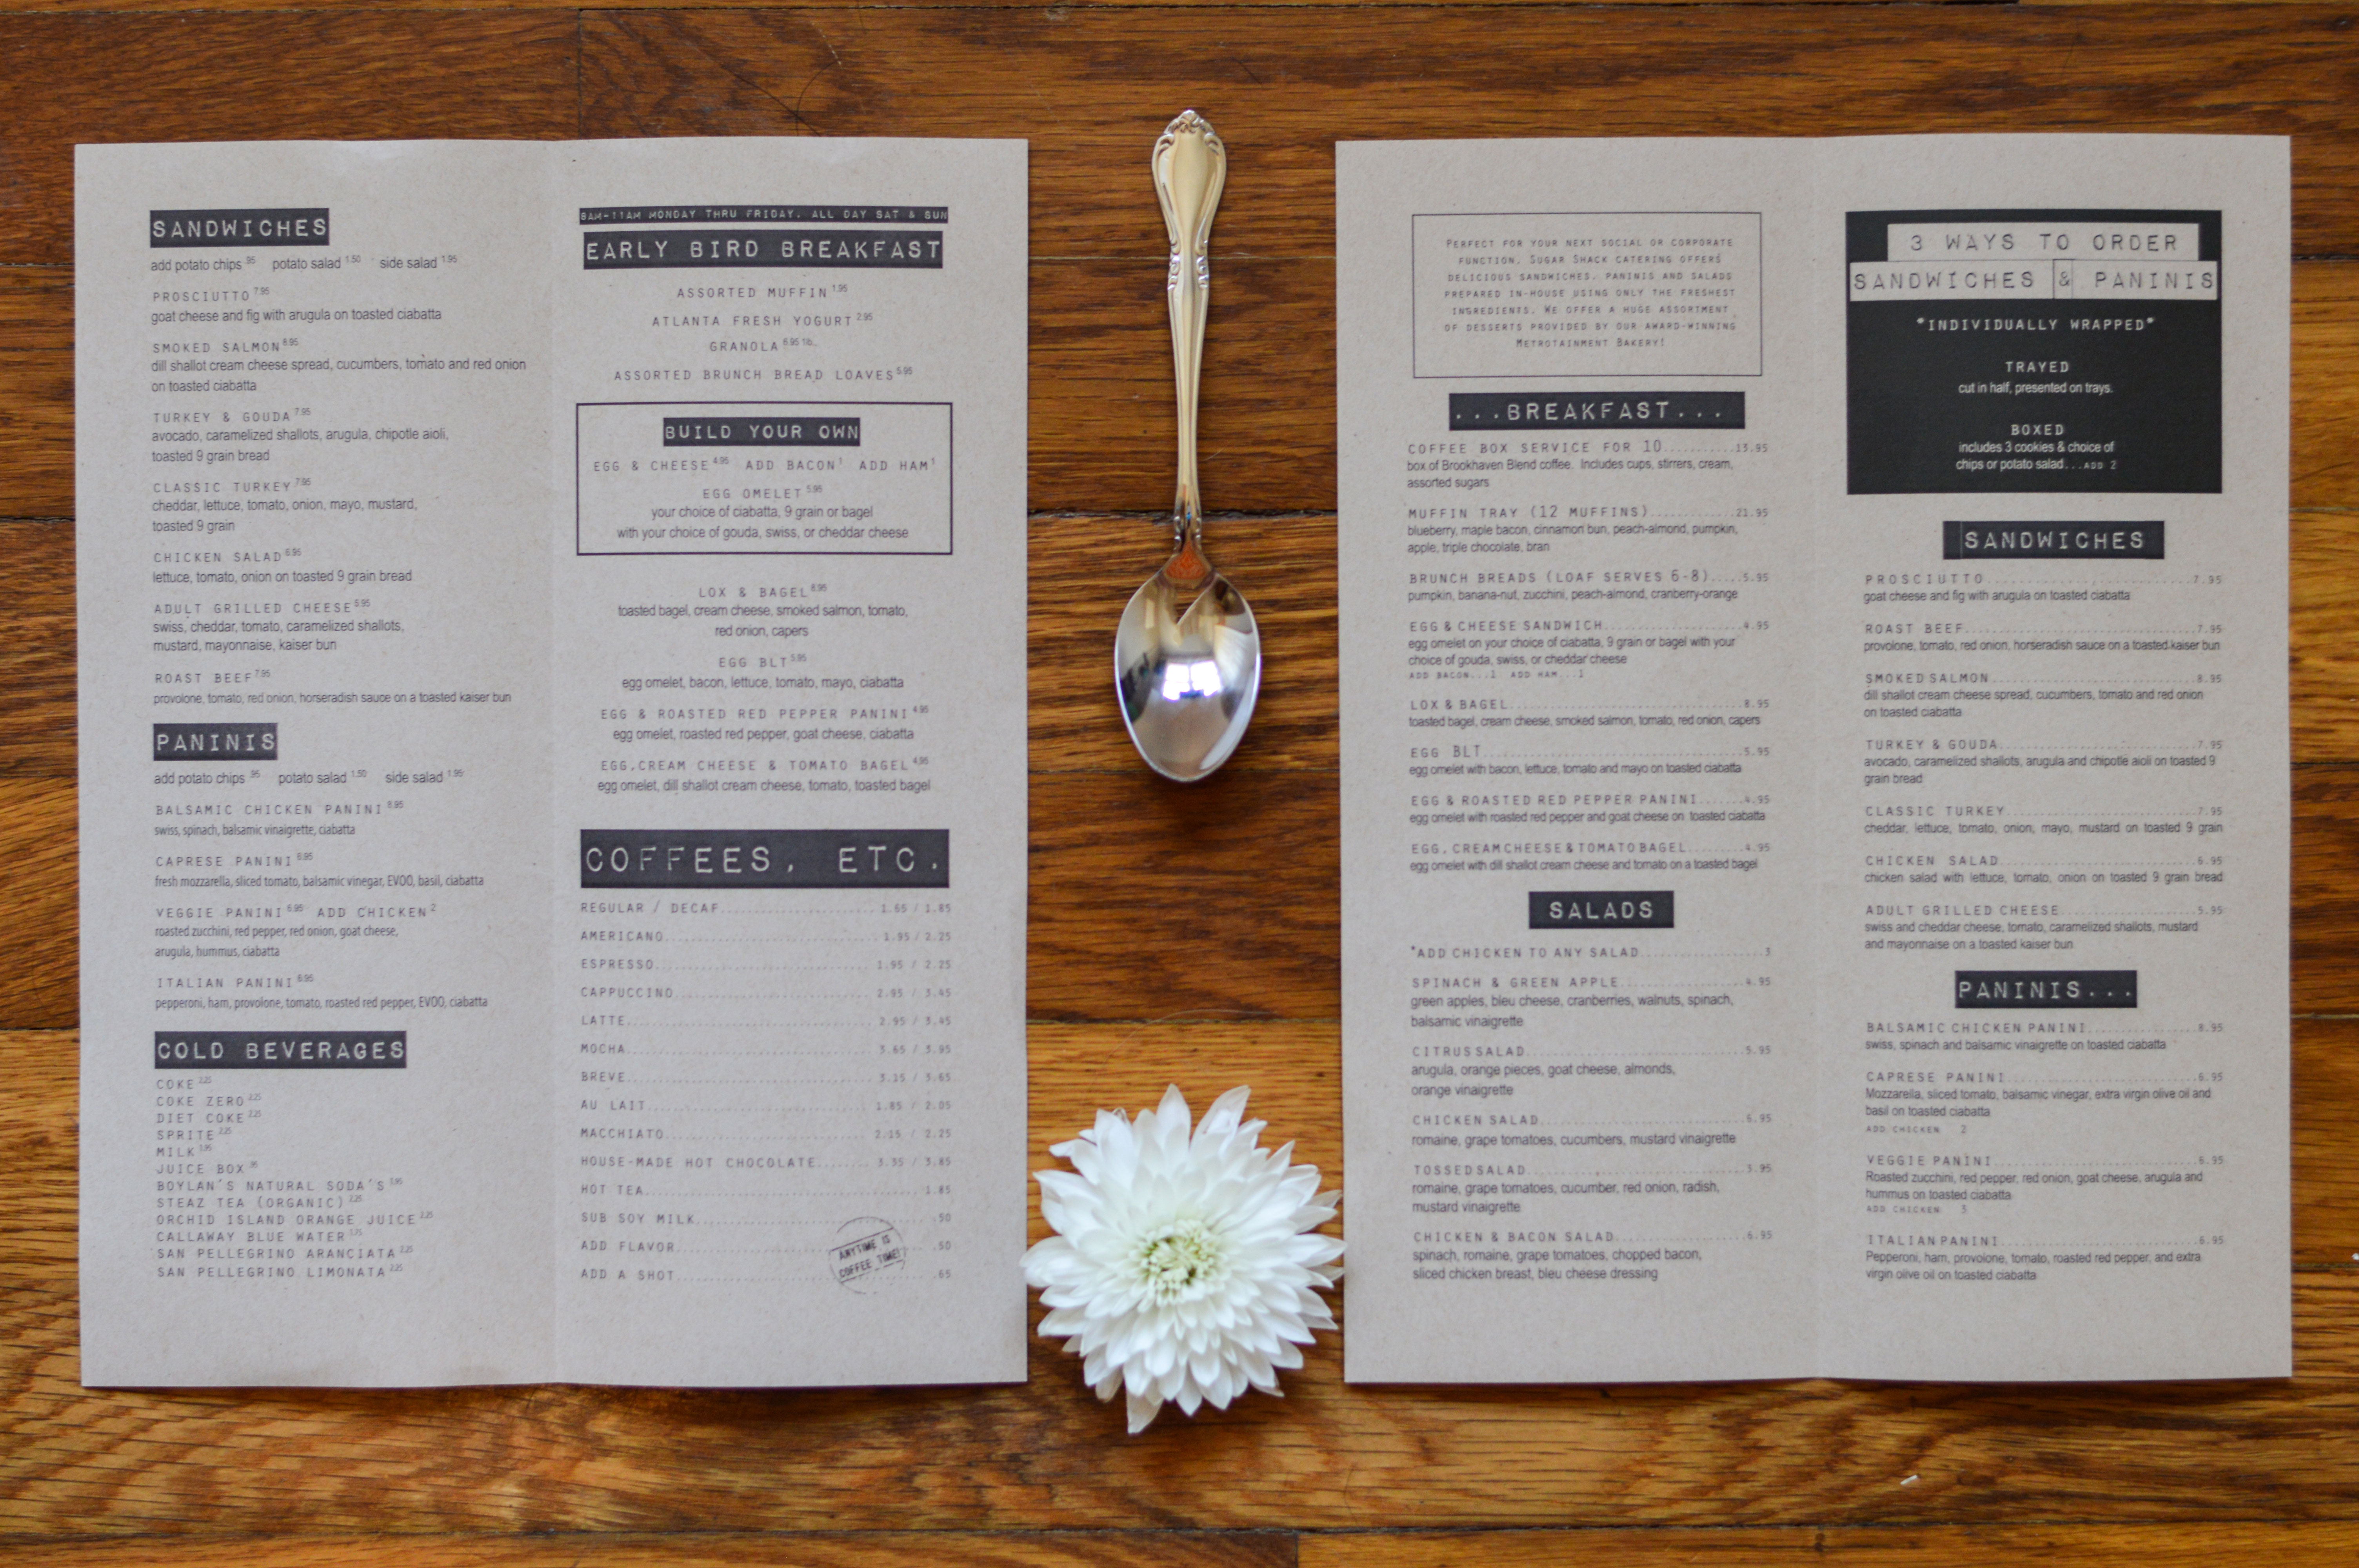 SANDWICHES
add potato chips .95 potato salad 1.50 side salad 1.95
PROSCIUTTO 7.95
goat cheese and fig with arugula on toasted ciabatta
SMOKED SALMON 8.95
dill shallot cream cheese spread, cucumbers, tomato and red onion
on toasted ciabatta
TURKEY & GOUDA 7.95
avocado, caramelized shallots, arugula, chipotle aioli,
toasted 9 grain bread
CLASSIC TURKEY 7.95
cheddar, lettuce, tomato, onion, mayo, mustard,
toasted 9 grain
CHICKEN SALAD 6.95
lettuce, tomato, onion on toasted 9 grain bread
ADULT GRILLED CHEESE 5.95
swiss, cheddar, tomato, caramelized shallots,
mustard, mayonnaise, kaiser bun
ROAST BEEF 7.95
provolone, tomato, red onion, horseradish sauce on a toasted kaiser bun
PANINIS
add potato chips .95 potato salad 1.50 side salad 1.95
BALSAMIC CHICKEN PANINI 8.95
swiss, spinach, balsamic vinaigrette, ciabatta
CAPRESE PANINI 6.95
fresh mozzarella, sliced tomato, balsamic vinegar, EVOO, basil, ciabatta
VEGGIE PANINI 6.95 ADD CHICKEN 2
roasted zucchini, red pepper, red onion, goat cheese,
arugula, hummus, ciabatta
ITALIAN PANINI 6.95
pepperoni, ham, provolone, tomato, roasted red pepper, EVOO, ciabatta
COLD BEVERAGES
COKE 2.25
COKE ZERO 2.25
DIET COKE 2.25
SPRITE 2.25
MILK 1.95
JUICE BOX
BOYLAN'S NATURAL SODA'S
STEAZ TEA (ORGANIC) 2.25
ORCHID ISLAND ORANGE JUICE 2.25
CALLAWAY BLUE WATER
SAN PELLEGRINO ARANCIATA 2.25
SAN PELLEGRINO LIMONATA 2.25
8AM-11AM MONDAY THRU FRIDAY. ALL DAY SAT & SUN
EARLY BIRD BREAKFAST
ASSORTED MUFFIN 1.95
ATLANTA FRESH YOGURT 2.95
GRANOLA 6.95 1lb.
ASSORTED BRUNCH BREAD LOAVES 5.95
BUILD YOUR OWN
EGG & CHEESE 4.95 ADD BACON 1 ADD HAM 1
EGG OMELET 5.95
your choice of ciabatta, 9 grain or bagel
with your choice of gouda, swiss, or cheddar cheese
LOX & BAGEL 8.95
toasted bagel, cream cheese, smoked salmon, tomato,
red onion, capers
EGG BLT 5.95
egg omelet, bacon, lettuce, tomato, mayo, ciabatta
EGG & ROASTED RED PEPPER PANINI 4.95
egg omelet, roasted red pepper, goat cheese, ciabatta
EGG,CREAM CHEESE & TOMATO BAGEL 4.95
egg omelet, dill shallot cream cheese, tomato, toasted bagel
COFFEES, ETC.
REGULAR / DECAF 1.65 / 1.85
AMERICANO 1.95 / 2.25
ESPRESSO 1.95 / 2.25
CAPPUCCINO 2.95 / 3.45
LATTE 2.95 / 3.45
MOCHA 3.65 / 3.95
BREVE 3.15 / 3.65
AU LAIT 1.85 / 2.05
MACCHIATO 2.15 / 2.25
HOUSE-MADE HOT CHOCOLATE 3.35 / 3.85
HOT TEA 1.85
SUB SOY MILK .50
ADD FLAVOR .50
ADD A SHOT .65
ANYTIME IS
COFFEE TIME!
PERFECT FOR YOUR NEXT SOCIAL OR CORPORATE
FUNCTION. SUGAR SHACK CATERING OFFERS
DELICIOUS SANDWICHES, PANINIS AND SALADS
PREPARED IN-HOUSE USING ONLY THE FRESHEST
INGREDIENTS. WE OFFER A HUGE ASSORTMENT
OF DESSERTS PROVIDED BY OUR AWARD-WINNING
METROTAINMENT BAKERY!
...BREAKFAST...
COFFEE BOX SERVICE FOR 10 13.95
box of Brookhaven Blend coffee. Includes cups, stirrers, cream,
assorted sugars
MUFFIN TRAY (12 MUFFINS) 21.95
blueberry, maple bacon, cinnamon bun, peach-almond, pumpkin,
apple, triple chocolate, bran
BRUNCH BREADS (LOAF SERVES 6-8) 5.95
pumpkin, banana-nut, zucchini, peach-almond, cranberry-orange
EGG & CHEESE SANDWICH 4.95
egg omelet on your choice of ciabatta, 9 grain or bagel with your
choice of gouda, swiss, or cheddar cheese
ADD BACON...1 ADD HAM...1
LOX & BAGEL 8.95
toasted bagel, cream cheese, smoked salmon, tomato, red onion, capers
EGG BLT 5.95
egg omelet with bacon, lettuce, tomato and mayo on toasted ciabatta
EGG & ROASTED RED PEPPER PANINI 4.95
egg omelet with roasted red pepper and goat cheese on toasted ciabatta
EGG, CREAM CHEESE & TOMATO BAGEL 4.95
egg omelet with dill shallot cream cheese and tomato on a toasted bagel
SALADS
*ADD CHICKEN TO ANY SALAD 3
SPINACH & GREEN APPLE 4.95
green apples, bleu cheese, cranberries, walnuts, spinach,
balsamic vinaigrette
CITRUS SALAD 5.95
arugula, orange pieces, goat cheese, almonds,
orange vinaigrette
CHICKEN SALAD 6.95
romaine, grape tomatoes, cucumbers, mustard vinaigrette
TOSSED SALAD 3.95
romaine, grape tomatoes, cucumber, red onion, radish,
mustard vinaigrette
CHICKEN & BACON SALAD 6.95
spinach, romaine, grape tomatoes, chopped bacon,
sliced chicken breast, bleu cheese dressing
3 WAYS TO ORDER
SANDWICHES & PANINIS
*INDIVIDUALLY WRAPPED*
TRAYED
cut in half, presented on trays.
BOXED
includes 3 cookies & choice of
chips or potato salad...ADD 2
SANDWICHES
PROSCIUTTO 7.95
goat cheese and fig with arugula on toasted ciabatta
ROAST BEEF 7.95
provolone, tomato, red onion, horseradish sauce on a toasted kaiser bun
SMOKED SALMON 8.95
dill shallot cream cheese spread, cucumbers, tomato and red onion
on toasted ciabatta
TURKEY & GOUDA 7.95
avocado, caramelized shallots, arugula and chipotle aioli on toasted 9
grain bread
CLASSIC TURKEY 7.95
cheddar, lettuce, tomato, onion, mayo, mustard on toasted 9 grain
CHICKEN SALAD 6.95
chicken salad with lettuce, tomato, onion on toasted 9 grain bread
ADULT GRILLED CHEESE 5.95
swiss and cheddar cheese, tomato, caramelized shallots, mustard
and mayonnaise on a toasted kaiser bun
PANINIS...
BALSAMIC CHICKEN PANINI 8.95
swiss, spinach and balsamic vinaigrette on toasted ciabatta
CAPRESE PANINI 6.95
Mozzarella, sliced tomato, balsamic vinegar, extra virgin olive oil and
basil on toasted ciabatta
ADD CHICKEN 2
VEGGIE PANINI 6.95
Roasted zucchini, red pepper, red onion, goat cheese, arugula and
hummus on toasted ciabatta
ADD CHICKEN 3
ITALIAN PANINI 6.95
Pepperoni, ham, provolone, tomato, roasted red pepper, and extra
virgin olive oil on toasted ciabatta